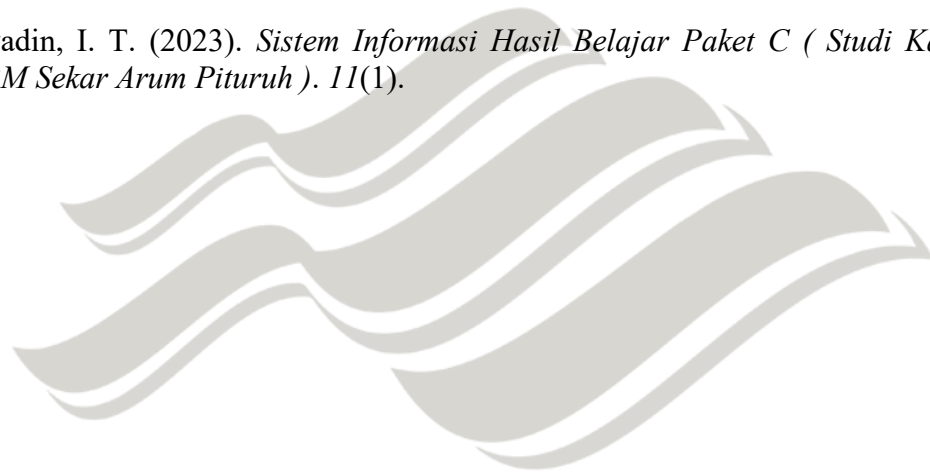 adin, I. T. (2023). Sistem Informasi Hasil Belajar Paket C ( Studi Ka
M Sekar Arum Pituruh ). 11(1).